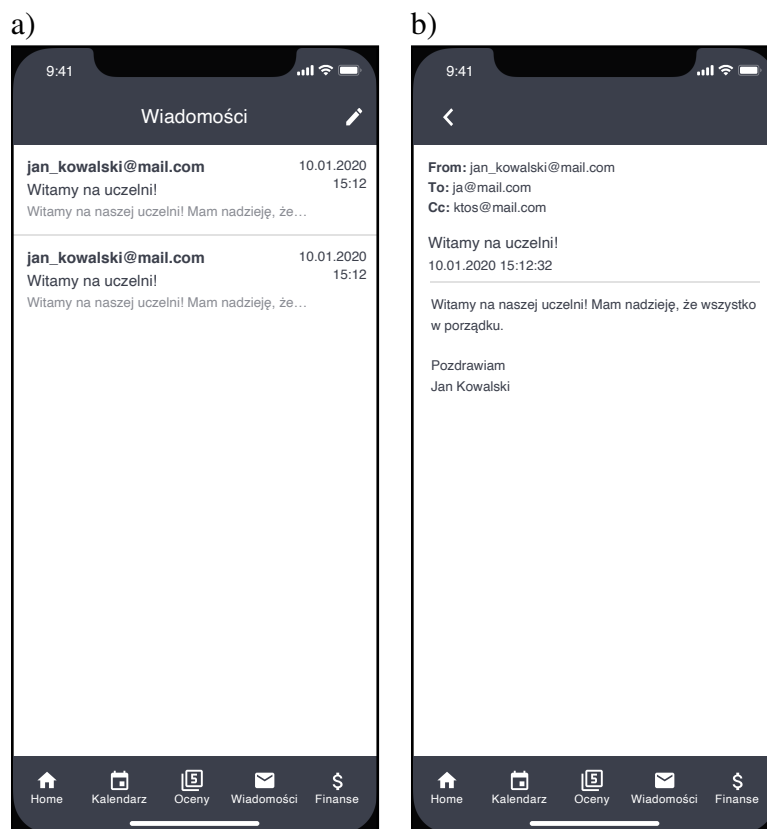 a)
9:41
Wiadomości
jan_kowalski@mail.com 10.01.2020
Witamy na uczelni! 15:12
Witamy na naszej uczelni! Mam nadzieję, że...
jan_kowalski@mail.com 10.01.2020
Witamy na uczelni! 15:12
Witamy na naszej uczelni! Mam nadzieję, że...
Home Kalendarz Oceny Wiadomości Finanse
b)
9:41
From: jan_kowalski@mail.com
To: ja@mail.com
Cc: ktos@mail.com
Witamy na uczelni!
10.01.2020 15:12:32
Witamy na naszej uczelni! Mam nadzieję, że wszystko
w porządku.
Pozdrawiam
Jan Kowalski
Home Kalendarz Oceny Wiadomości Finanse